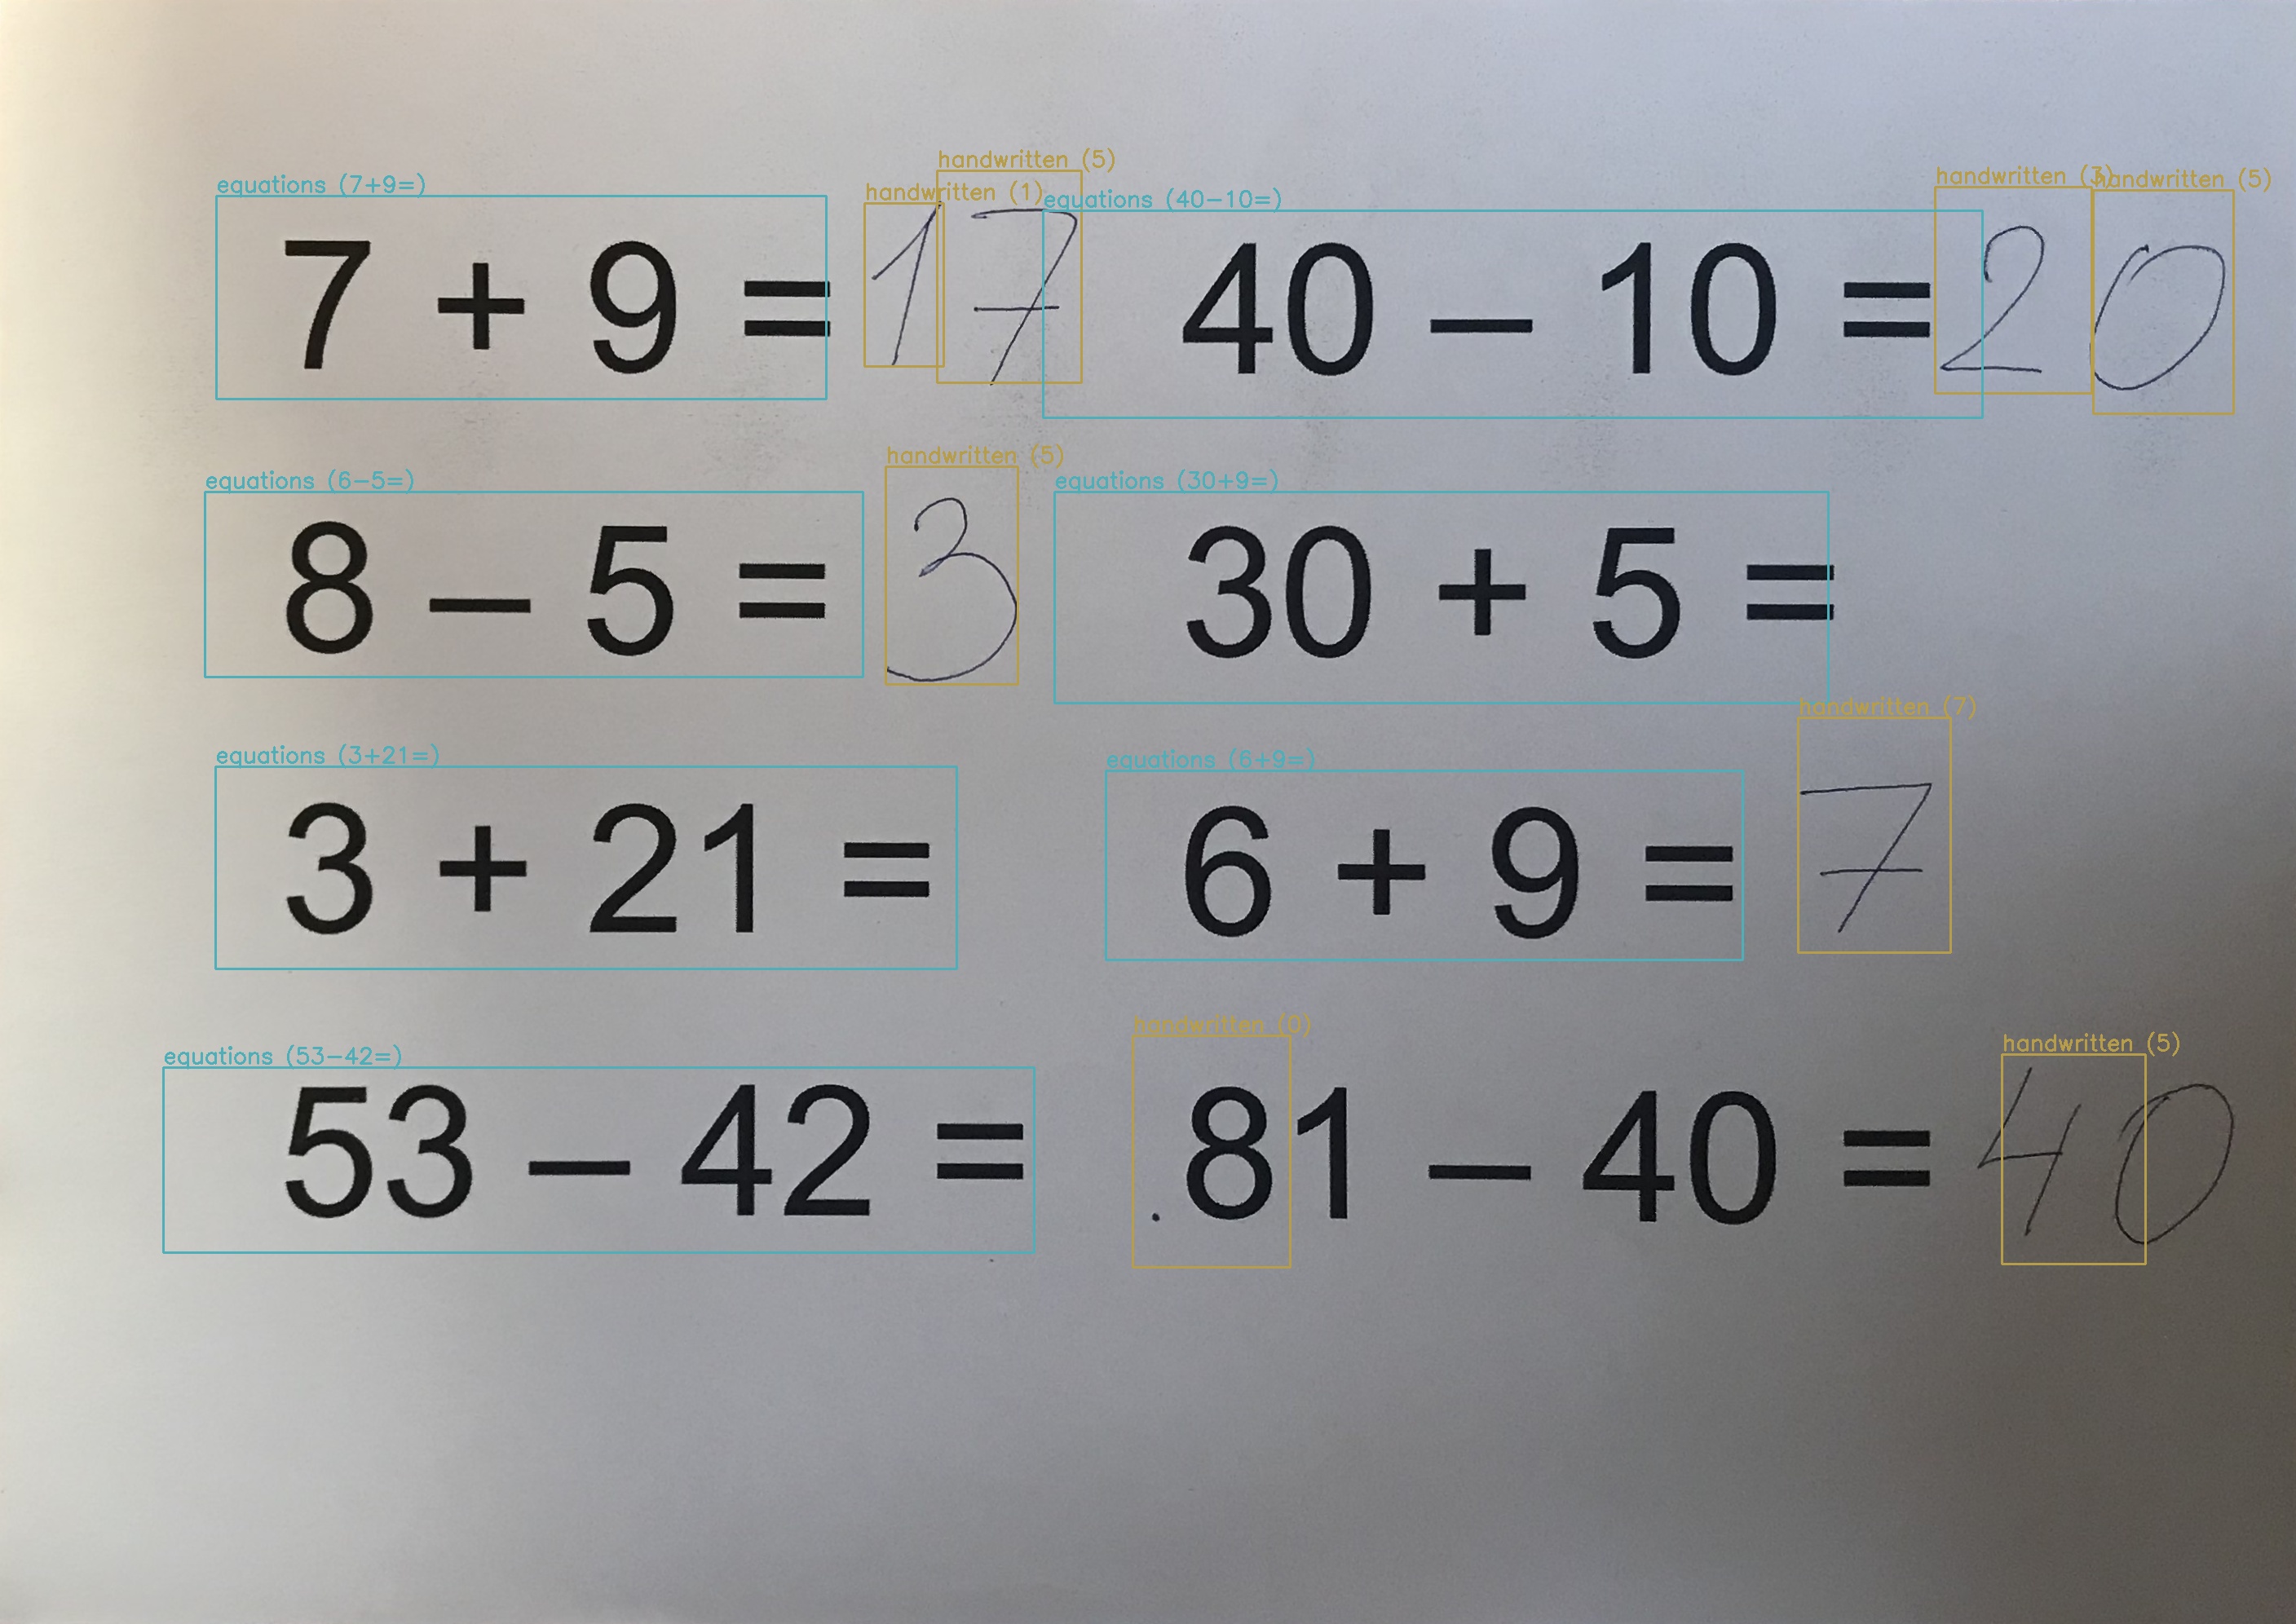 handwritten (5)
equations (7+9=) handwritten (1) equations (40-10=) handwritten (3) handwritten (5)
7 + 9 = 17 40 – 10 = 20
handwritten (5)
equations (6-5=) equations (30+9=)
8 – 5 = 3 30 + 5 =
handwritten (7)
equations (3+21=) equations (6+9=)
3 + 21 = 6 + 9 = 7
handwritten (0) handwritten (5)
equations (53-42=)
53 – 42 = .81 – 40 = 40